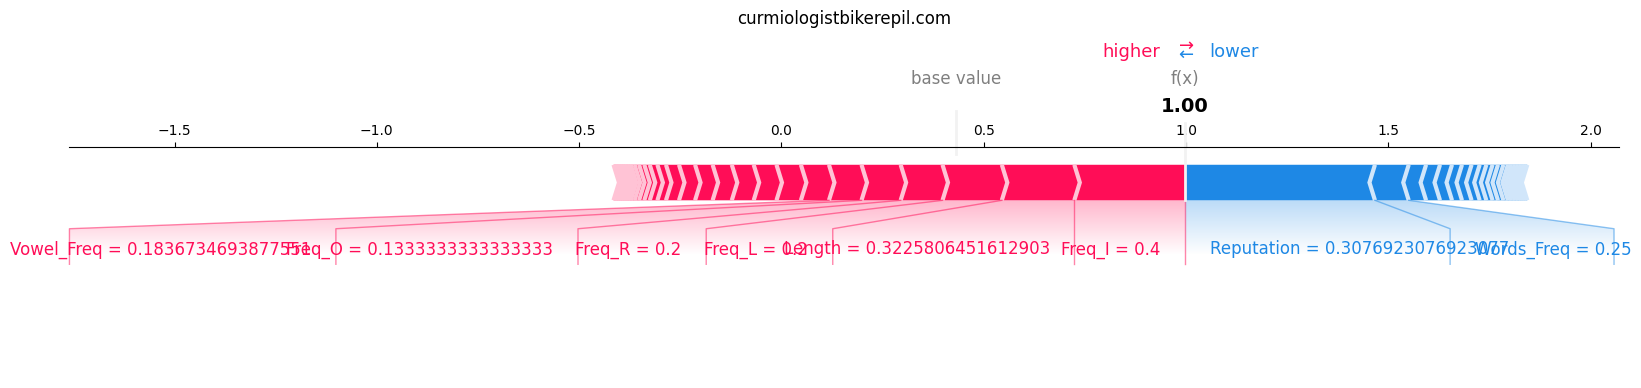 curmiologistbikerepil.com
higher → ← lower
base value f(x)
1.00
−1.5 −1.0 −0.5 0.0 0.5 1.0 1.5 2.0
Vowel_Freq = 0.1836734693877551 Freq_O = 0.13333333333333333 Freq_R = 0.2 Freq_L = 0.2 Length = 0.3225806451612903 Freq_I = 0.4 Reputation = 0.3076923076923077 Words_Freq = 0.25